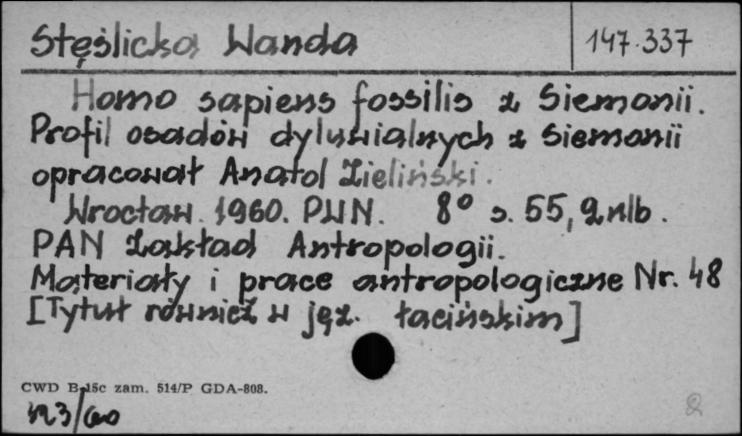 Stęślicka Wanda
147.337
Homo sapiens fossilis z Siemonii.
Profil osadów dyluwialnych z Siemonii
opracował Anatol Zieliński.
Wrocław. 1960. PWN. 8° s. 55, 2 nlb.
PAN Zakład Antropologii.
Materiały i prace antropologiczne Nr. 48
[Tytuł również w jęz. łacińskim]
CWD B-15c zam. 514/P GDA-808.